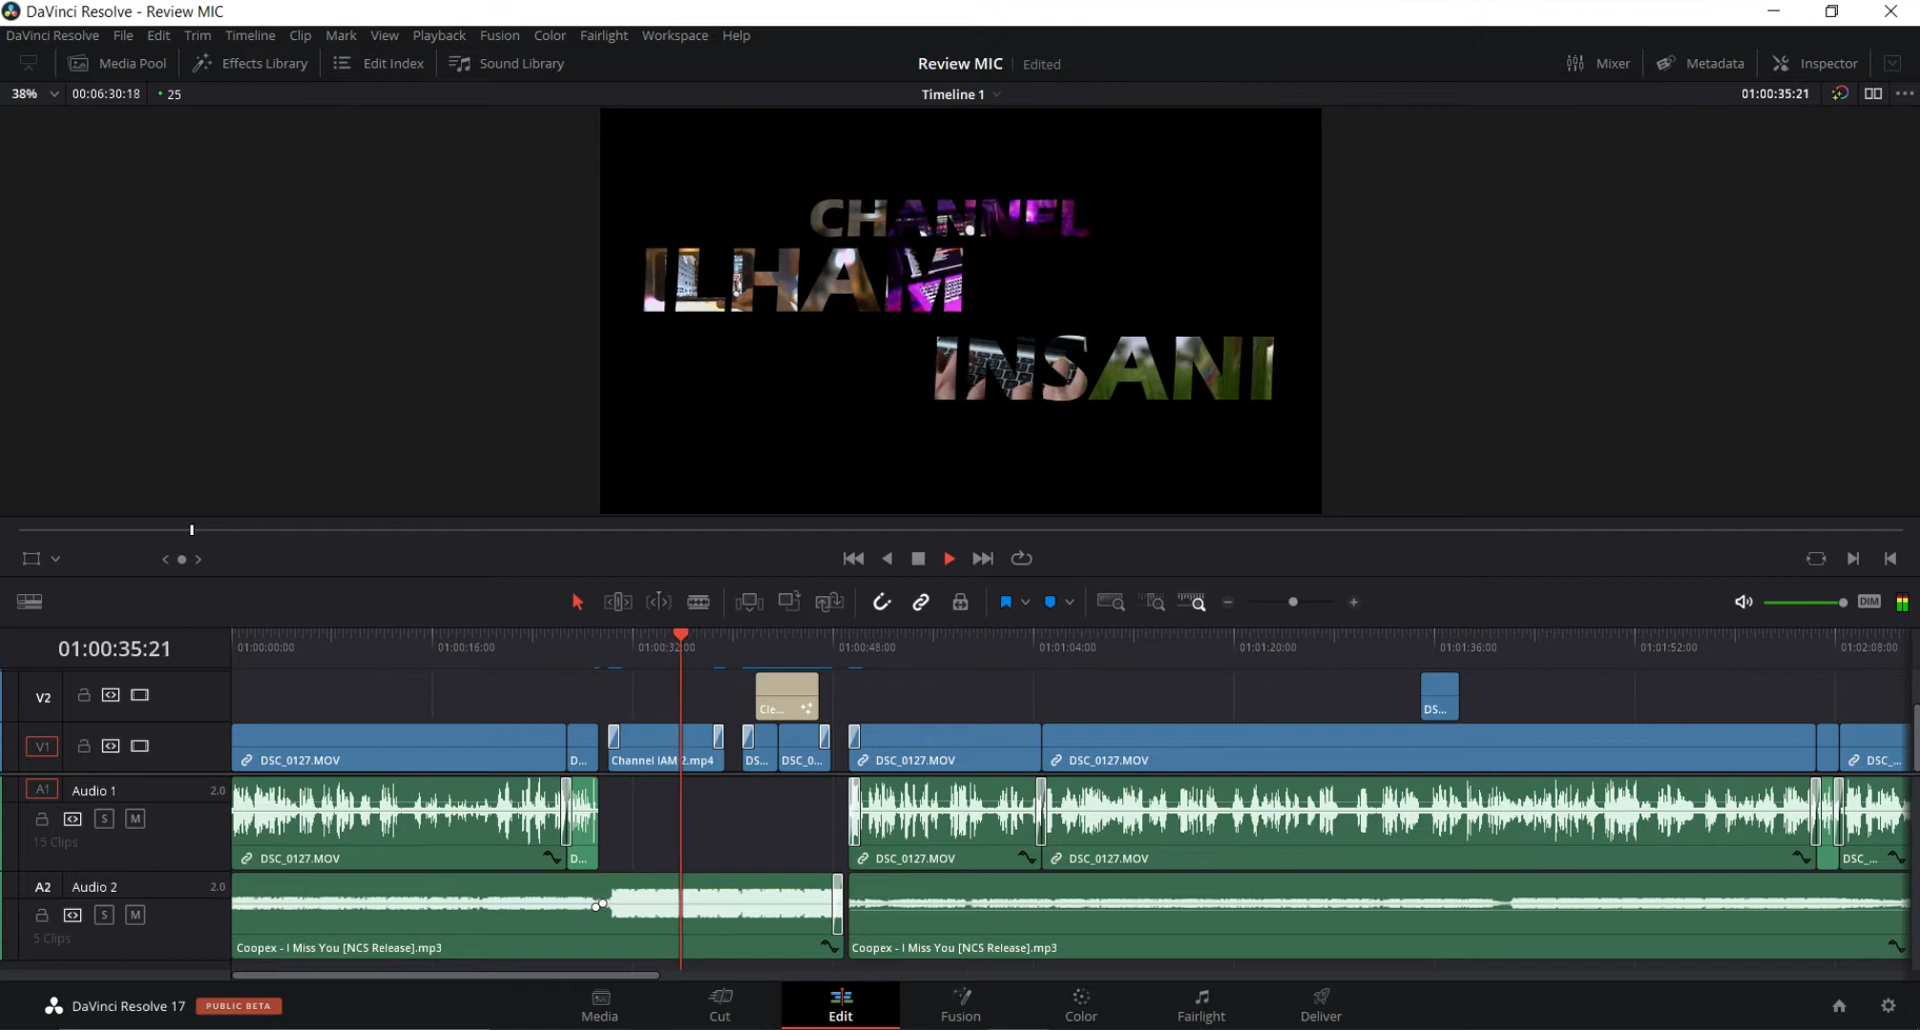 DaVinci Resolve - Review MIC
DaVinci Resolve File Edit Trim Timeline Clip Mark View Playback Fusion Color Fairlight Workspace Help
Media Pool Effects Library Edit Index Sound Library Review MIC Edited Mixer Metadata Inspector
38% 00:06:30:18 25 Timeline 1 01:00:35:21
CHANNEL
ILHAM
INSANI
DIM
01:00:35:21 01:00:00:00 01:00:16:00 01:00:32:00 01:00:48:00 01:01:04:00 01:01:20:00 01:01:36:00 01:01:52:00 01:02:08:00
V2 Cle... DS...
V1 DSC_0127.MOV D... Channel IAM 2.mp4 DS... DSC_0... DSC_0127.MOV DSC_0127.MOV DSC_...
A1 Audio 1 2.0
S M
15 Clips
DSC_0127.MOV D... DSC_0127.MOV DSC_0127.MOV DSC_...
A2 Audio 2 2.0
S M
5 Clips
Coopex - I Miss You [NCS Release].mp3 Coopex - I Miss You [NCS Release].mp3
DaVinci Resolve 17 PUBLIC BETA Media Cut Edit Fusion Color Fairlight Deliver